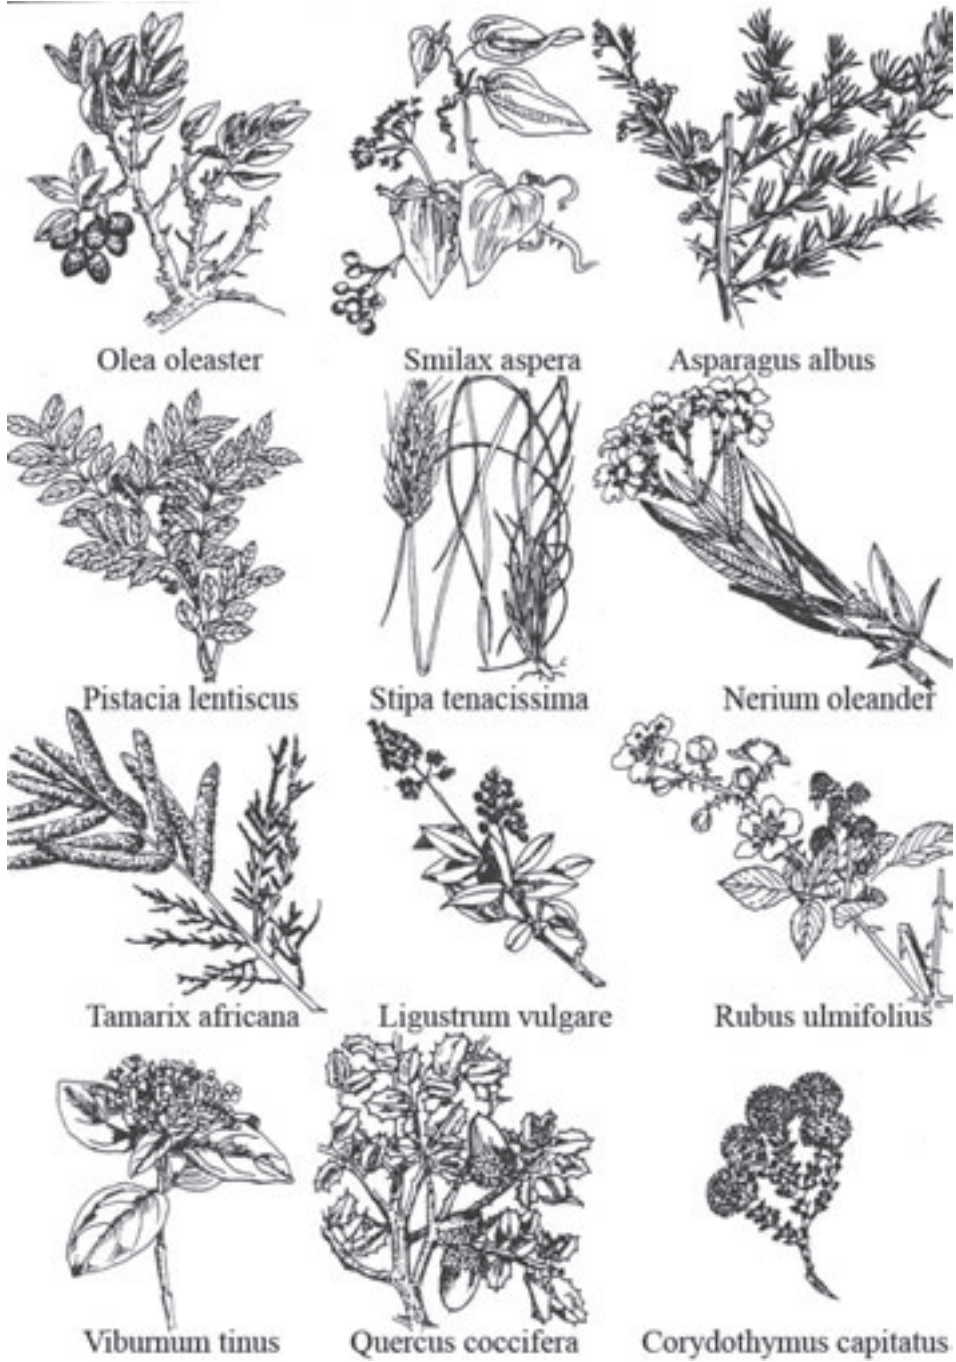 Olea oleaster
Smilax aspera
Asparagus albus
Pistacia lentiscus
Stipa tenacissima
Nerium oleander
Tamarix africana
Ligustrum vulgare
Rubus ulmifolius
Viburnum tinus
Quercus coccifera
Corydothymus capitatus